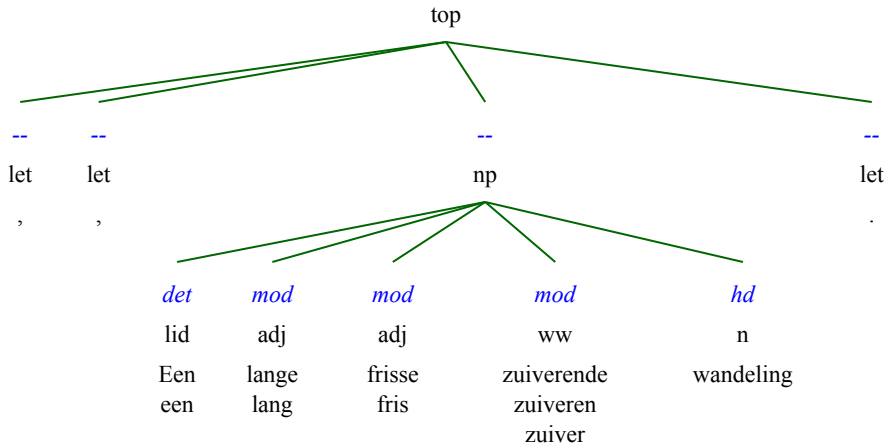 top
-- -- -- --
let let np let
, , .
det mod mod mod hd
lid adj adj ww n
Een lange frisse zuiverende wandeling
een lang fris zuiveren
zuiver